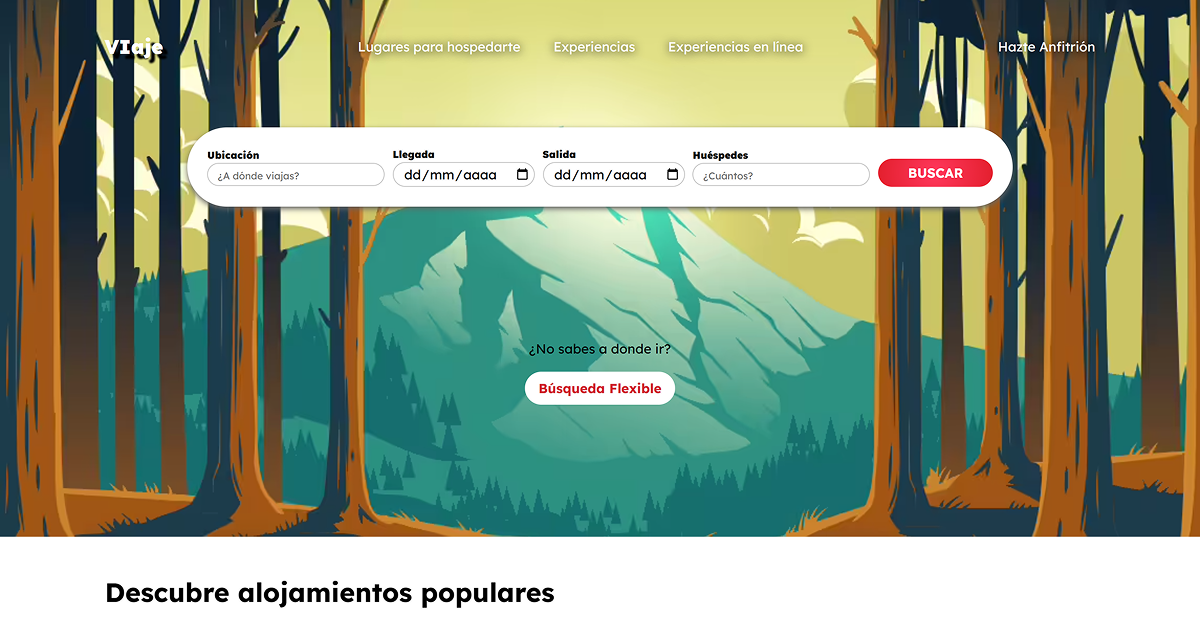 VIaje
Lugares para hospedarte
Experiencias
Experiencias en línea
Hazte Anfitrión
Ubicación
¿A dónde viajas?
Llegada
dd/mm/aaaa
Salida
dd/mm/aaaa
Huéspedes
¿Cuántos?
BUSCAR
¿No sabes a donde ir?
Búsqueda Flexible
Descubre alojamientos populares